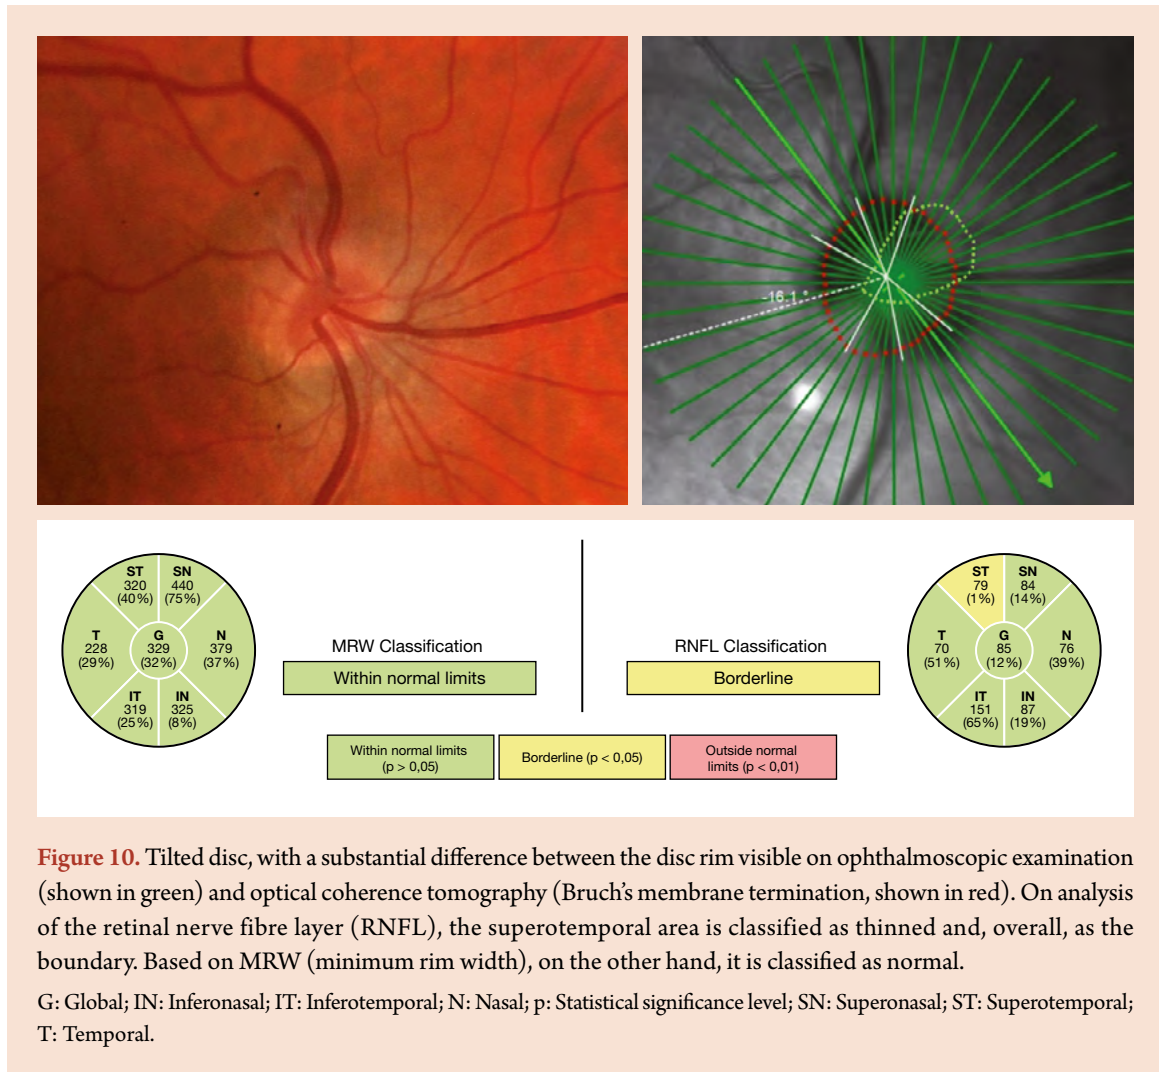 -16.1 °
ST
320
(40%)
SN
440
(75%)
T
228
(29%)
G
329
(32%)
N
379
(37%)
IT
319
(25%)
IN
325
(8%)
MRW Classification
Within normal limits
RNFL Classification
Borderline
ST
79
(1%)
SN
84
(14%)
T
70
(51%)
G
85
(12%)
N
76
(39%)
IT
151
(65%)
IN
87
(19%)
Within normal limits
(p > 0,05)
Borderline (p < 0,05)
Outside normal
limits (p < 0,01)
Figure 10. Tilted disc, with a substantial difference between the disc rim visible on ophthalmoscopic examination
(shown in green) and optical coherence tomography (Bruch’s membrane termination, shown in red). On analysis
of the retinal nerve fibre layer (RNFL), the superotemporal area is classified as thinned and, overall, as the
boundary. Based on MRW (minimum rim width), on the other hand, it is classified as normal.
G: Global; IN: Inferonasal; IT: Inferotemporal; N: Nasal; p: Statistical significance level; SN: Superonasal; ST: Superotemporal;
T: Temporal.